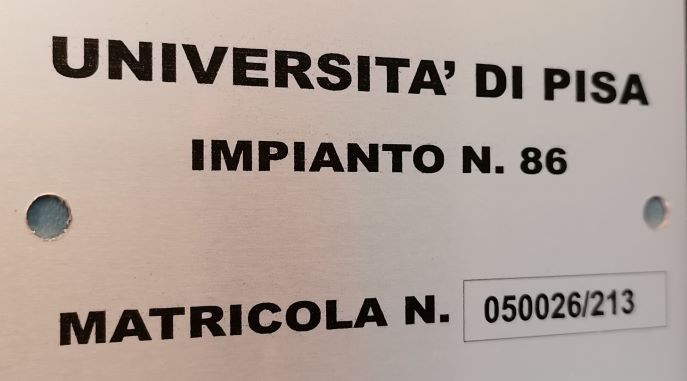 UNIVERSITA' DI PISA
IMPIANTO N. 86
MATRICOLA N. 050026/213